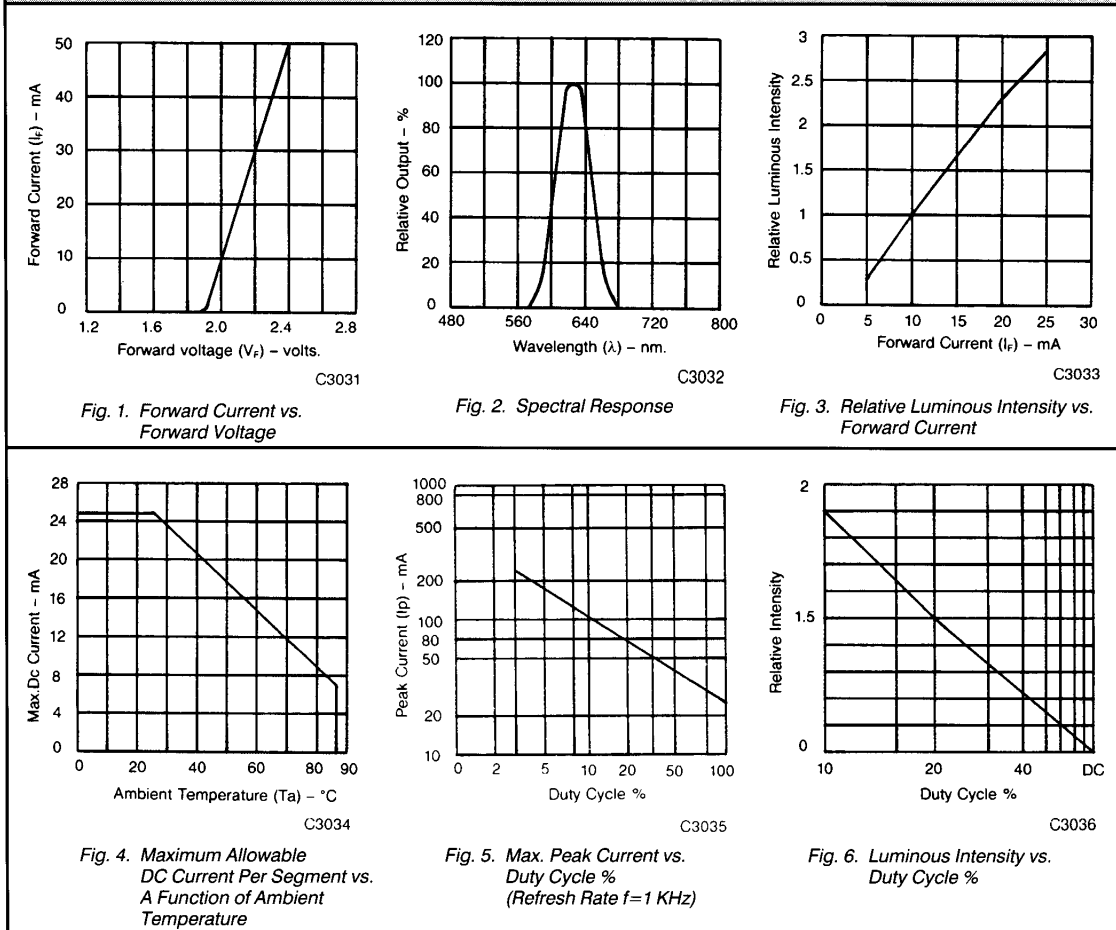 50
40
30
20
10
0
1.2 1.6 2.0 2.4 2.8
Forward Current (IF) – mA
Forward voltage (VF) – volts.
C3031
Fig. 1. Forward Current vs.
Forward Voltage
120
100
80
60
40
20
0
480 560 640 720 800
Relative Output – %
Wavelength (λ) – nm.
C3032
Fig. 2. Spectral Response
3
2.5
2
1.5
1
0.5
0
0 5 10 15 20 25 30
Relative Luminous Intensity
Forward Current (IF) – mA
C3033
Fig. 3. Relative Luminous Intensity vs.
Forward Current
28
24
20
16
12
8
4
0
0 20 40 60 80 90
Max.Dc Current – mA
Ambient Temperature (Ta) – °C
C3034
Fig. 4. Maximum Allowable
DC Current Per Segment vs.
A Function of Ambient
Temperature
1000
800
500
200
100
80
50
20
10
0 2 5 10 20 50 100
Peak Current (Ip) – mA
Duty Cycle %
C3035
Fig. 5. Max. Peak Current vs.
Duty Cycle %
(Refresh Rate f=1 KHz)
2
1.5
0
10 20 40 DC
Relative Intensity
Duty Cycle %
C3036
Fig. 6. Luminous Intensity vs.
Duty Cycle %